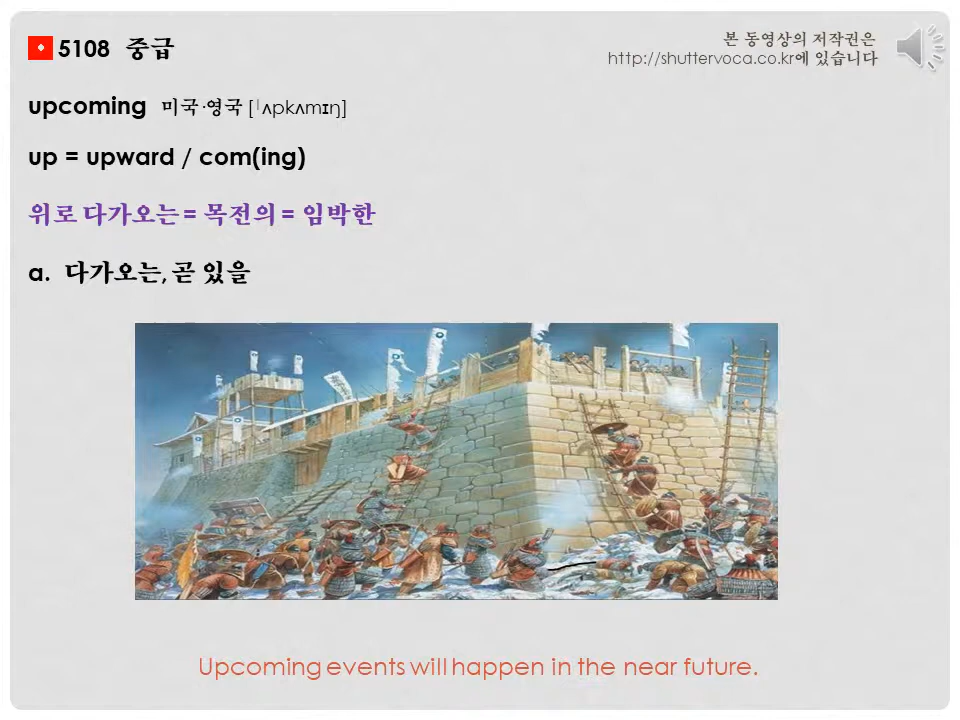 5108 중급
본 동영상의 저작권은
http://shuttervoca.co.kr에 있습니다
upcoming 미국·영국 [ˈʌpkʌmɪŋ]
up = upward / com(ing)
위로 다가오는 = 목전의 = 임박한
a. 다가오는, 곧 있을
Upcoming events will happen in the near future.